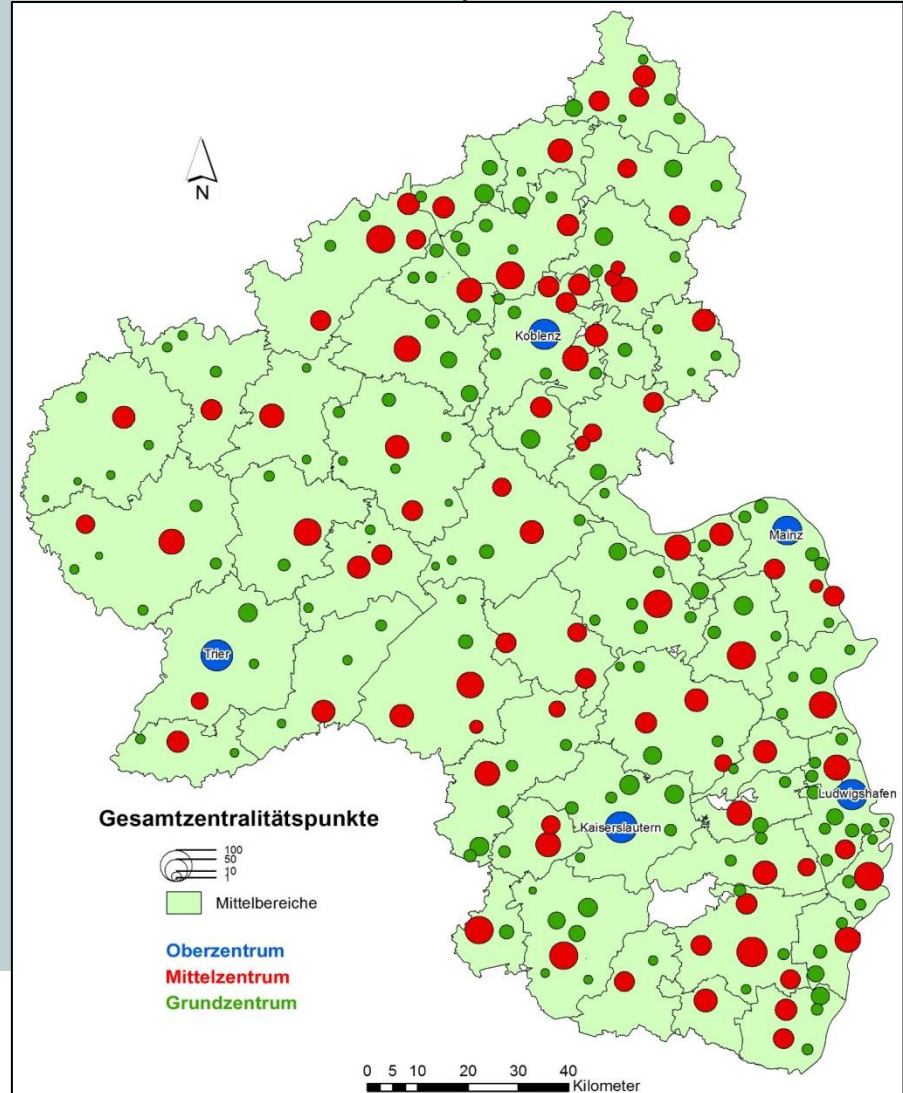 N
Koblenz
Mainz
Trier
Ludwigshafen
Kaiserslautern
Gesamtzentralitätspunkte
100
50
10
1
Mittelbereiche
Oberzentrum
Mittelzentrum
Grundzentrum
0 5 10 20 30 40
Kilometer